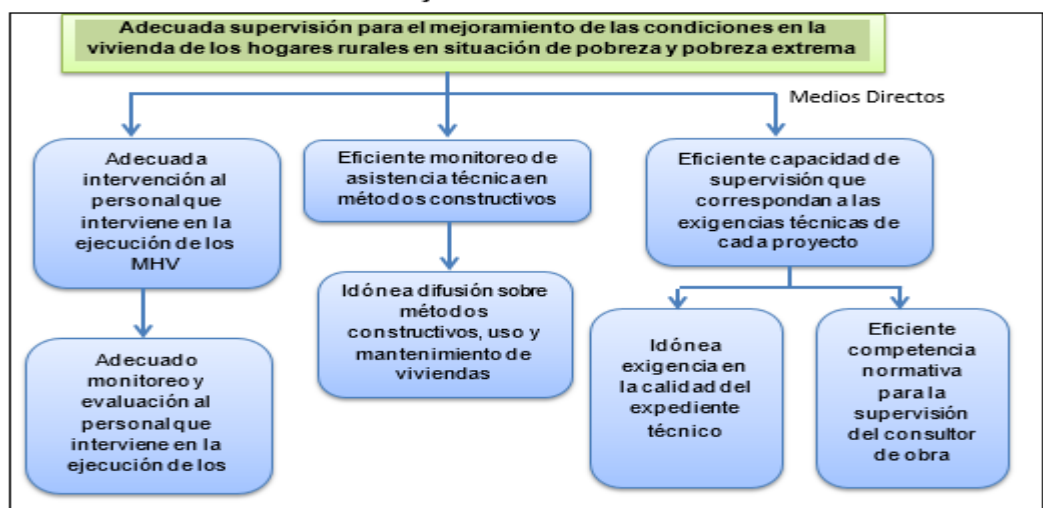 Adecuada supervisión para el mejoramiento de las condiciones en la
vivienda de los hogares rurales en situación de pobreza y pobreza extrema
Medios Directos
Adecuada
intervención al
personal que
interviene en la
ejecución de los
MHV
Eficiente monitoreo de
asistencia técnica en
métodos constructivos
Eficiente capacidad de
supervisión que
correspondan a las
exigencias técnicas de
cada proyecto
Adecuado
monitoreo y
evaluación al
personal que
interviene en la
ejecución de los
Idónea difusión sobre
métodos
constructivos, uso y
mantenimiento de
viviendas
Idónea
exigencia en
la calidad del
expediente
técnico
Eficiente
competencia
normativa
para la
supervisión
del consultor
de obra